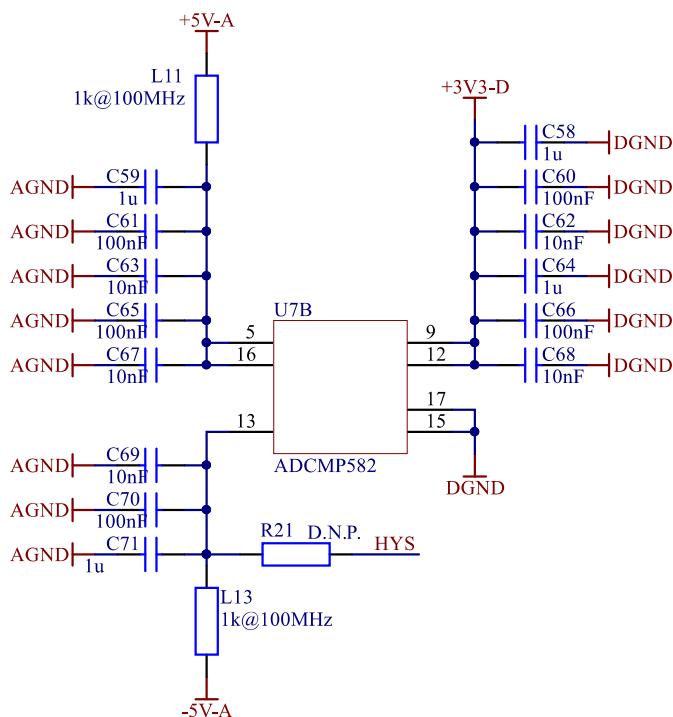 +5V-A
L11
1k@100MHz
+3V3-D
C58
1u
DGND
AGND
C59
1u
C60
100nF
DGND
AGND
C61
100nF
C62
10nF
DGND
AGND
C63
10nF
C64
1u
DGND
AGND
C65
100nF
U7B
C66
100nF
DGND
5
9
AGND
C67
10nF
16
12
C68
10nF
DGND
17
13
15
ADCMP582
DGND
AGND
C69
10nF
AGND
C70
100nF
AGND
C71
1u
R21
D.N.P.
HYS
L13
1k@100MHz
-5V-A